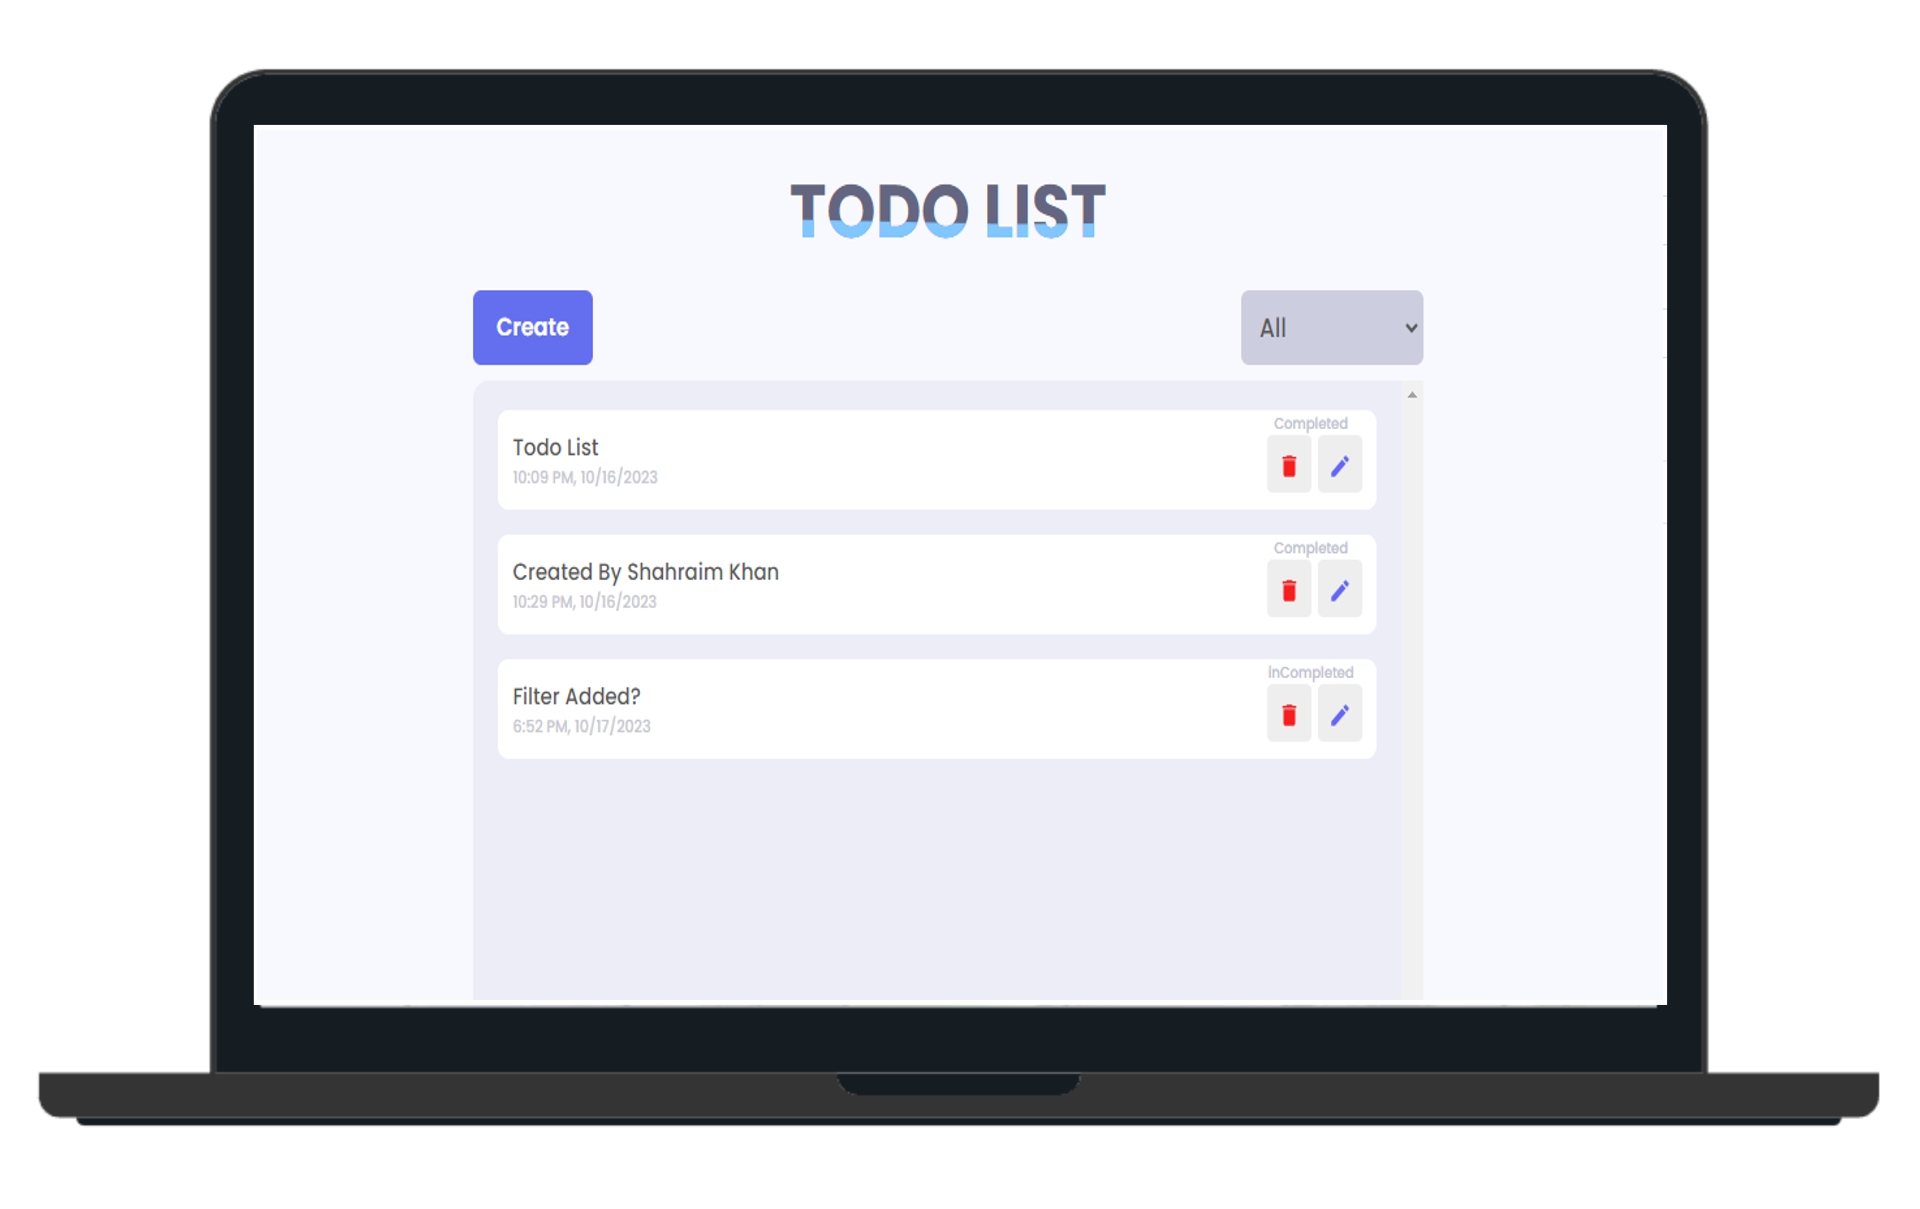 TODO LIST
Create
All
Completed
Todo List
10:09 PM, 10/16/2023
Completed
Created By Shahraim Khan
10:29 PM, 10/16/2023
inCompleted
Filter Added?
6:52 PM, 10/17/2023